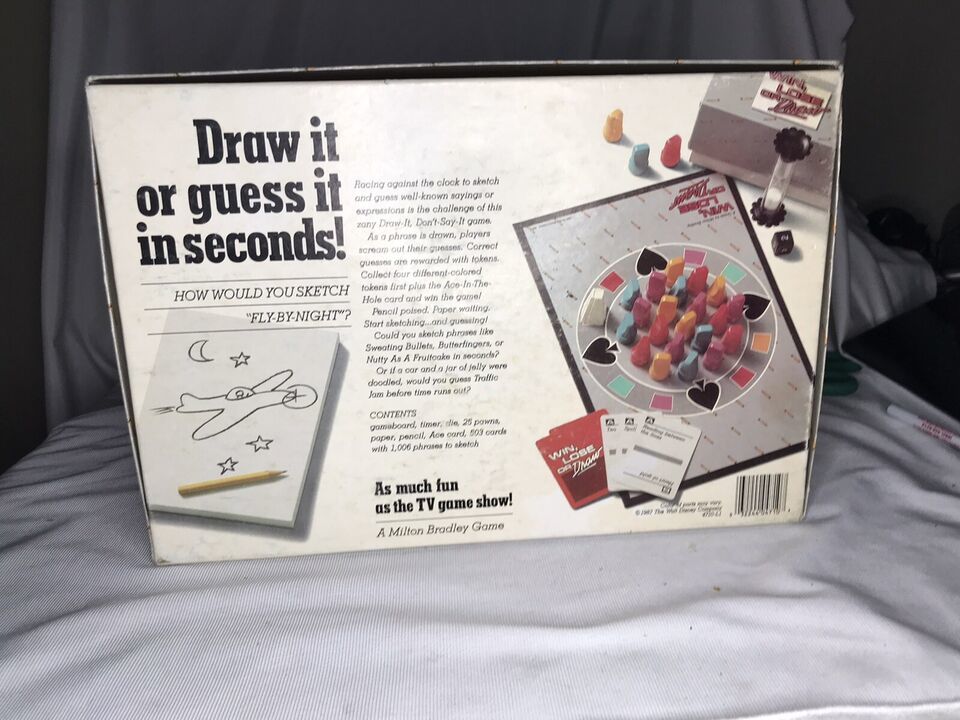 Draw it
or guess it
in seconds!
HOW WOULD YOU SKETCH
"FLY-BY-NIGHT"?
Racing against the clock to sketch
and guess well-known sayings or
expressions is the challenge of this
zany Draw-It, Don't-Say-It game.
As a phrase is drawn, players
scream out their guesses. Correct
guesses are rewarded with tokens.
Collect four different-colored
tokens first plus the Ace-In-The-
Hole card and win the game!
Pencil poised. Paper waiting.
Start sketching...and guessing!
Could you sketch phrases like
Sweating Bullets, Butterfingers, or
Nutty As A Fruitcake in seconds?
Or if a car and a jar of jelly were
doodled, would you guess Traffic
Jam before time runs out?
CONTENTS
gameboard, timer, die, 25 pawns,
paper, pencil, Ace card, 503 cards
with 1,006 phrases to sketch
As much fun
as the TV game show!
A Milton Bradley Game
WIN,
LOSE
OR
Draw
WIN,
LOSE
OR
Draw
WIN,
LOSE
OR Draw
Reading between
the lines
© 1987 The Walt Disney Company